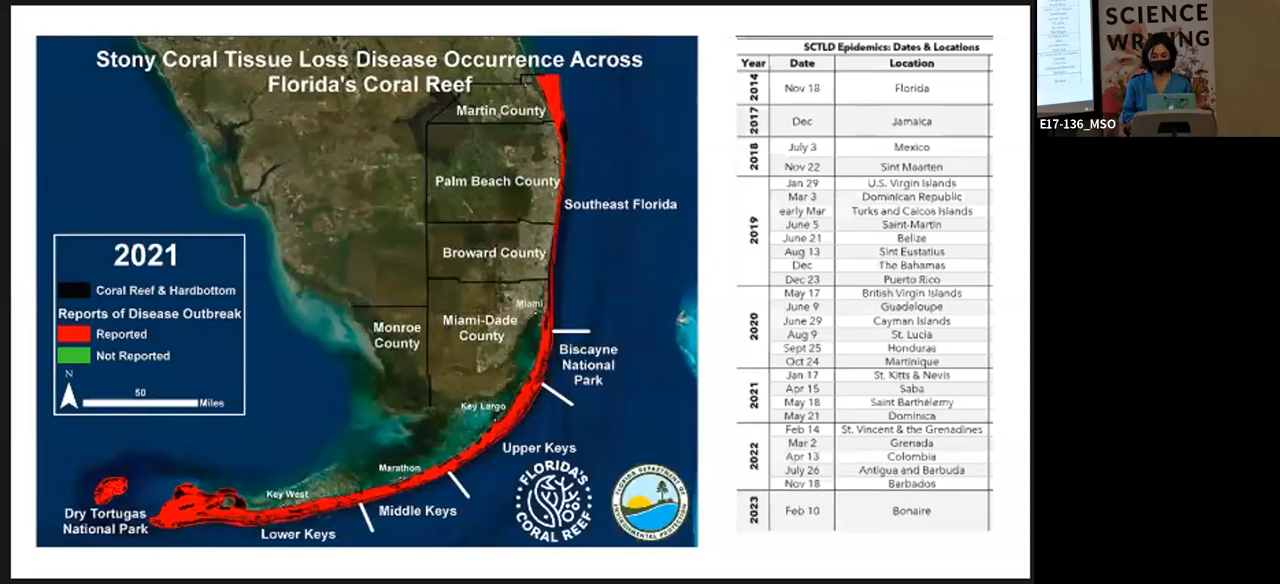 Stony Coral Tissue Loss Disease Occurrence Across
Florida's Coral Reef
Martin County
Palm Beach County
Southeast Florida
Broward County
2021
Coral Reef & Hardbottom
Reports of Disease Outbreak
Reported
Not Reported
N
50
Miles
Miami
Monroe
County
Miami-Dade
County
Biscayne
National
Park
Key Largo
Upper Keys
Marathon
Key West
Middle Keys
Dry Tortugas
National Park
Lower Keys
FLORIDA'S
CORAL REEF
FLORIDA DEPARTMENT OF
ENVIRONMENTAL PROTECTION
SCTLD Epidemics: Dates & Locations
Year Date Location
2014 Nov 18 Florida
2017 Dec Jamaica
2018 July 3 Mexico
Nov 22 Sint Maarten
2019 Jan 29 U.S. Virgin Islands
Mar 3 Dominican Republic
early Mar Turks and Caicos Islands
June 5 Saint-Martin
June 21 Belize
Aug 13 Sint Eustatius
Dec The Bahamas
Dec 23 Puerto Rico
2020 May 17 British Virgin Islands
June 9 Guadeloupe
June 29 Cayman Islands
Aug 9 St. Lucia
Sept 25 Honduras
Oct 24 Martinique
2021 Jan 17 St. Kitts & Nevis
Apr 15 Saba
May 18 Saint Barthélemy
May 21 Dominica
2022 Feb 14 St. Vincent & the Grenadines
Mar 2 Grenada
Apr 13 Colombia
July 26 Antigua and Barbuda
Nov 18 Barbados
2023 Feb 10 Bonaire
SCIENCE
WRITING
E17-136_MSO